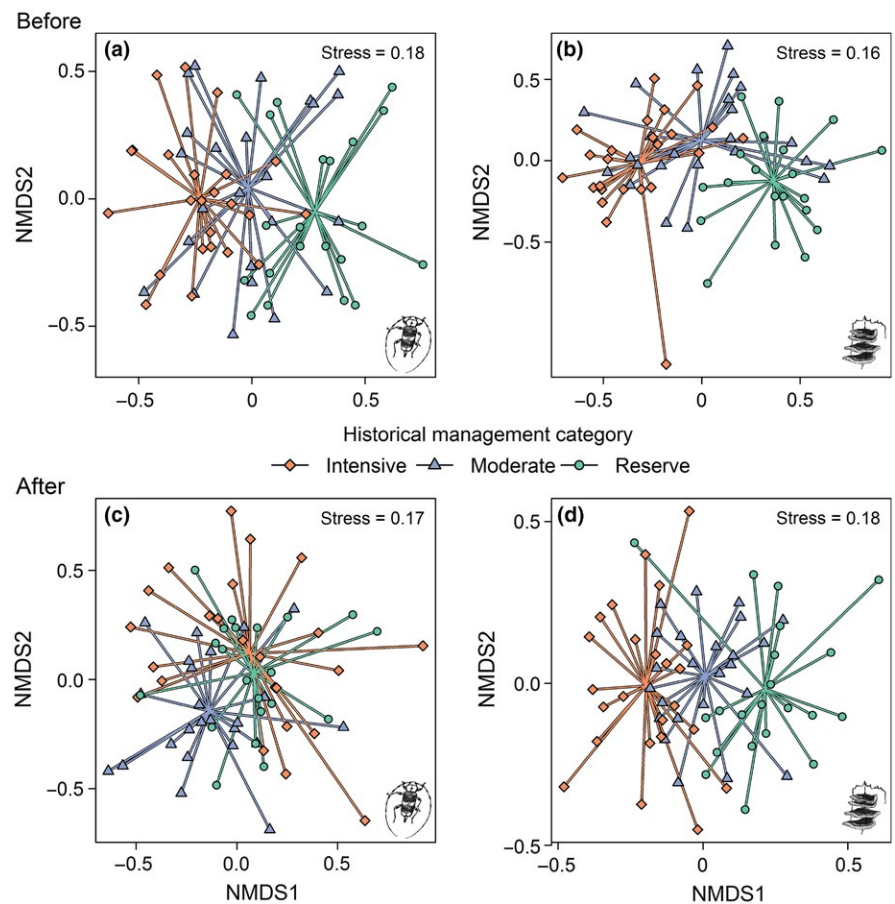 Before
(a) Stress = 0.18
0.5
0.0
−0.5
NMDS2
−0.5 0 0.5
(b) Stress = 0.16
0.5
0.0
−0.5
NMDS2
−0.5 0 0.5
Historical management category
Intensive Moderate Reserve
After
(c) Stress = 0.17
0.5
0.0
−0.5
NMDS2
−0.5 0.0 0.5
NMDS1
(d) Stress = 0.18
0.5
0.0
−0.5
NMDS2
−0.5 0 0.5
NMDS1